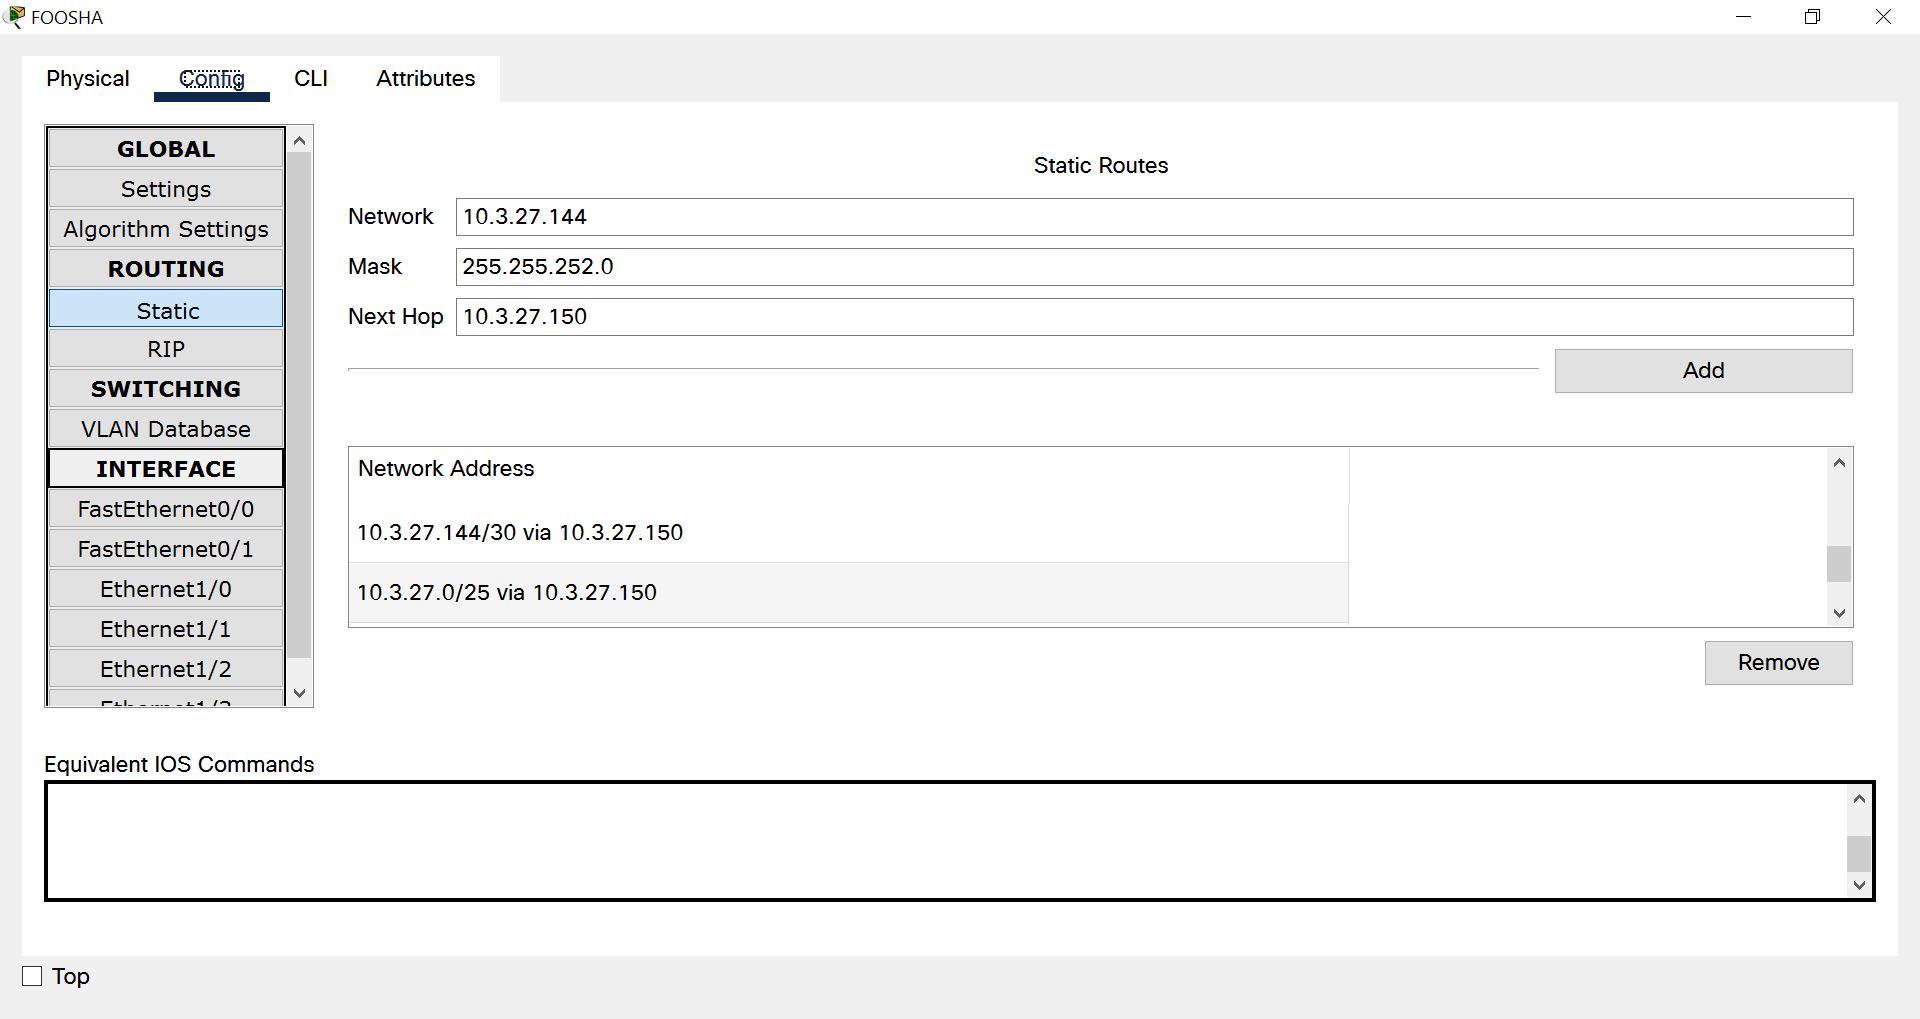 FOOSHA
Physical Config CLI Attributes
GLOBAL
Settings
Algorithm Settings
ROUTING
Static
RIP
SWITCHING
VLAN Database
INTERFACE
FastEthernet0/0
FastEthernet0/1
Ethernet1/0
Ethernet1/1
Ethernet1/2
Static Routes
Network 10.3.27.144
Mask 255.255.252.0
Next Hop 10.3.27.150
Add
Network Address
10.3.27.144/30 via 10.3.27.150
10.3.27.0/25 via 10.3.27.150
Remove
Equivalent IOS Commands
Top